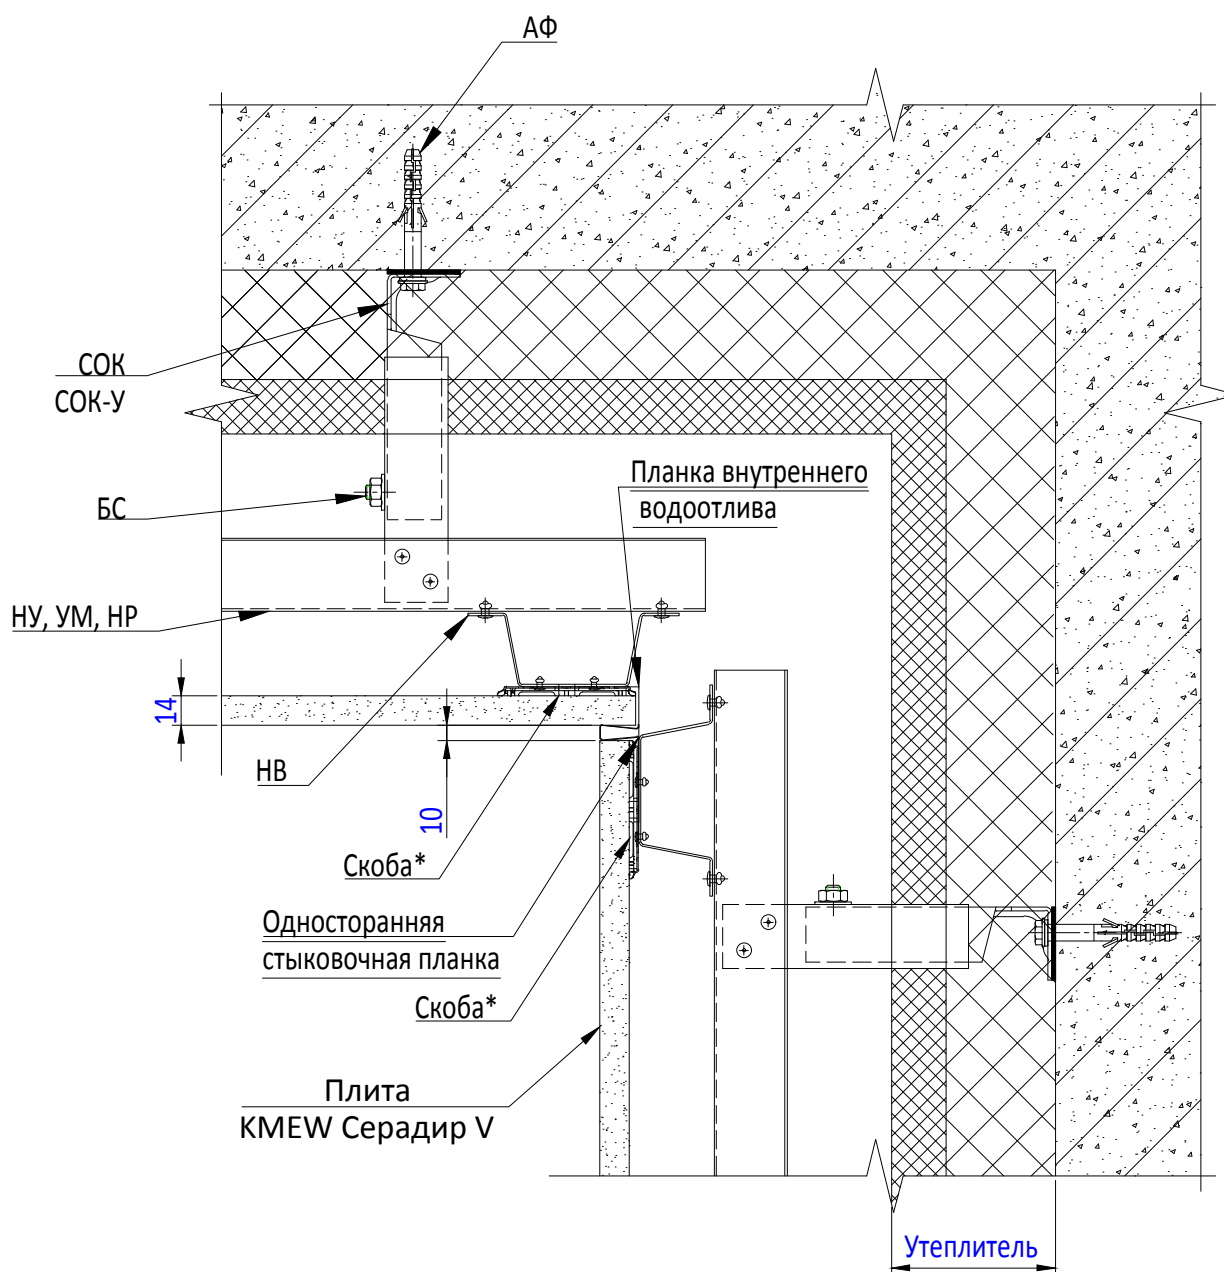 АФ
СОК
СОК-У
Планка внутреннего
водоотлива
БС
НУ, УМ, НР
14
НВ
10
Скоба*
Односторанняя
стыковочная планка
Скоба*
Плита
KMEW Серадир V
Утеплитель